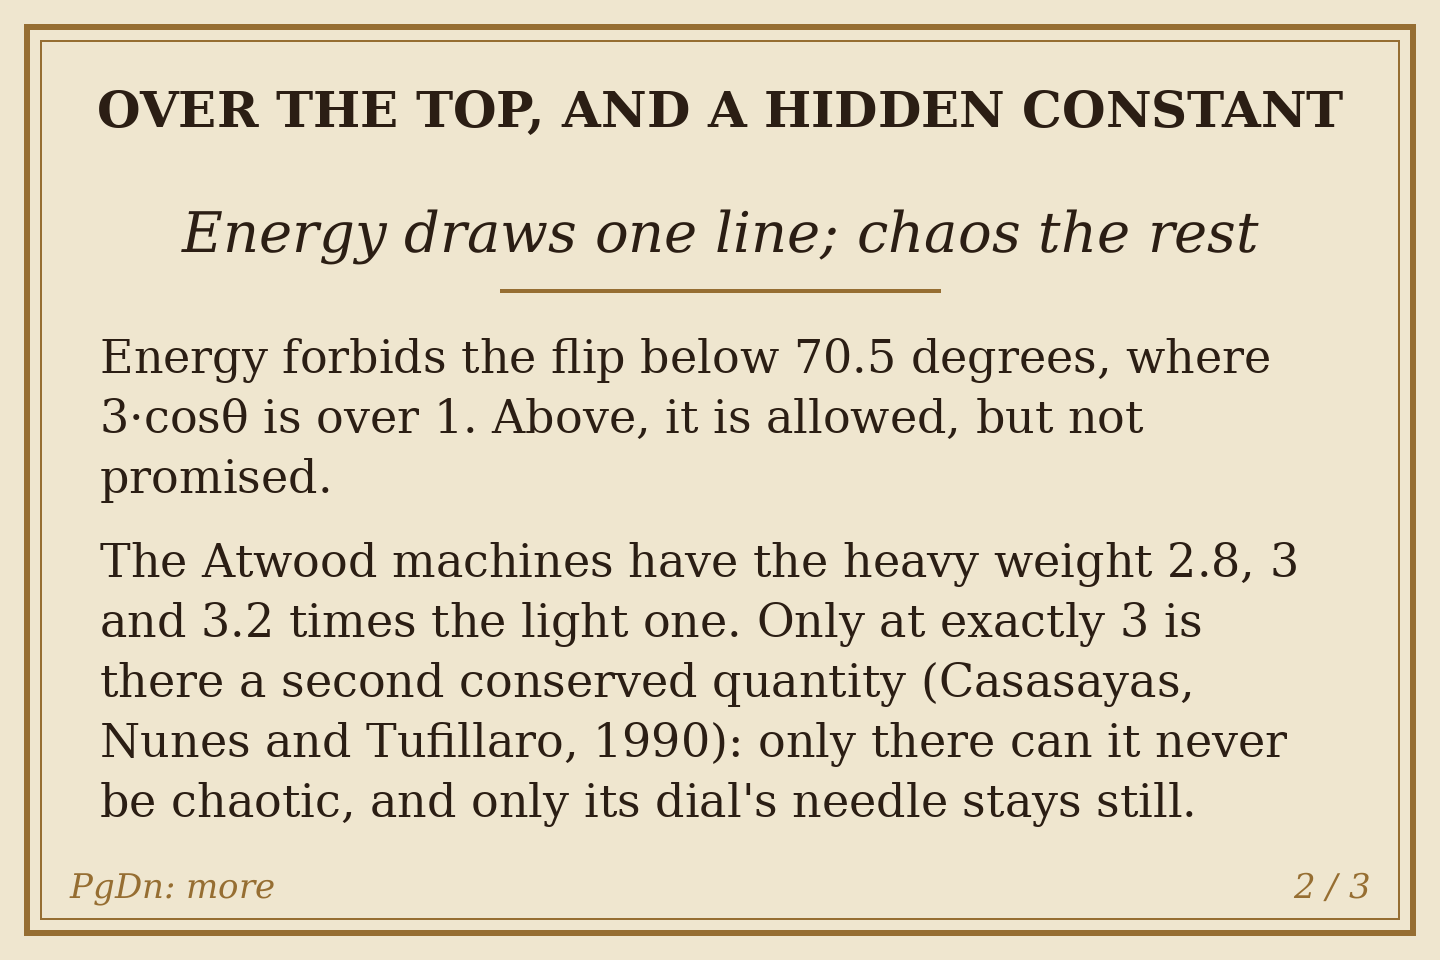 OVER THE TOP, AND A HIDDEN CONSTANT
Energy draws one line; chaos the rest
Energy forbids the flip below 70.5 degrees, where
3·cosθ is over 1. Above, it is allowed, but not
promised.
The Atwood machines have the heavy weight 2.8, 3
and 3.2 times the light one. Only at exactly 3 is
there a second conserved quantity (Casasayas,
Nunes and Tufillaro, 1990): only there can it never
be chaotic, and only its dial's needle stays still.
PgDn: more
2 / 3